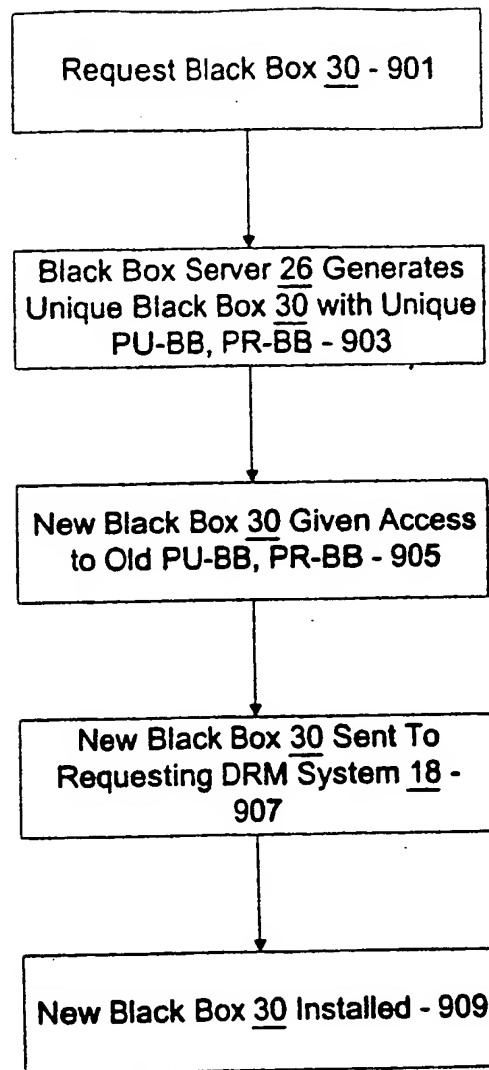 Request Black Box 30 - 901
Black Box Server 26 Generates
Unique Black Box 30 with Unique
PU-BB, PR-BB - 903
New Black Box 30 Given Access
to Old PU-BB, PR-BB - 905
New Black Box 30 Sent To
Requesting DRM System 18 -
907
New Black Box 30 Installed - 909